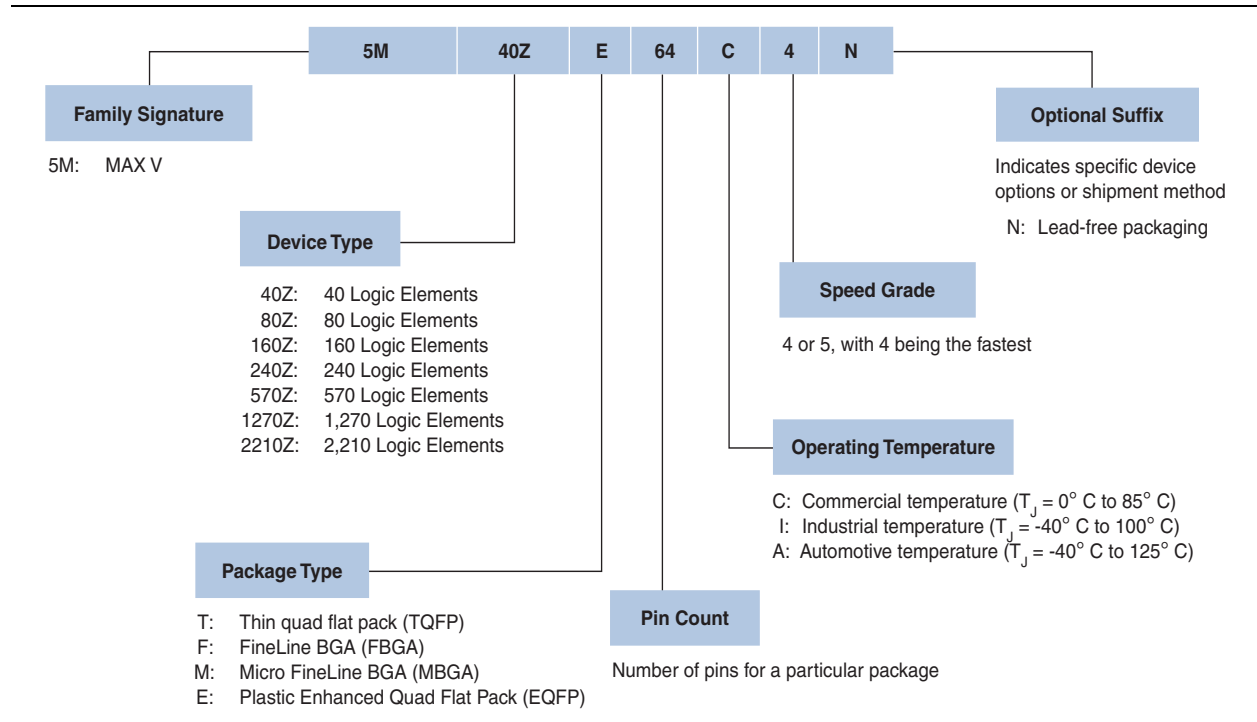 5M 40Z E 64 C 4 N
Family Signature
5M: MAX V
Optional Suffix
Indicates specific device
options or shipment method
N: Lead-free packaging
Device Type
40Z: 40 Logic Elements
80Z: 80 Logic Elements
160Z: 160 Logic Elements
240Z: 240 Logic Elements
570Z: 570 Logic Elements
1270Z: 1,270 Logic Elements
2210Z: 2,210 Logic Elements
Speed Grade
4 or 5, with 4 being the fastest
Operating Temperature
C: Commercial temperature (TJ = 0° C to 85° C)
I: Industrial temperature (TJ = -40° C to 100° C)
A: Automotive temperature (TJ = -40° C to 125° C)
Package Type
T: Thin quad flat pack (TQFP)
F: FineLine BGA (FBGA)
M: Micro FineLine BGA (MBGA)
E: Plastic Enhanced Quad Flat Pack (EQFP)
Pin Count
Number of pins for a particular package